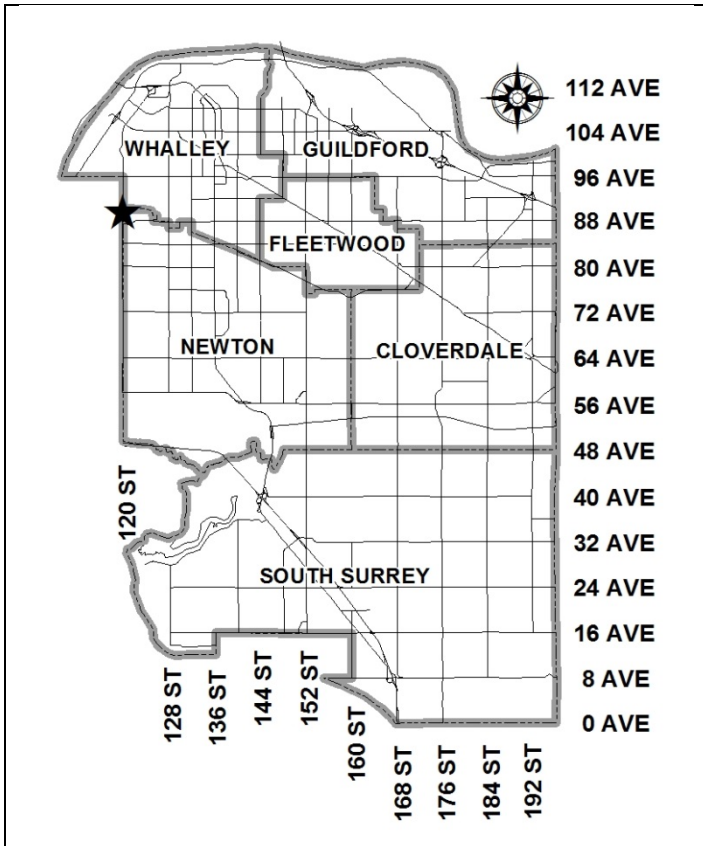 112 AVE
104 AVE
WHALLEY
GUILDFORD
96 AVE
88 AVE
FLEETWOOD
80 AVE
72 AVE
NEWTON
CLOVERDALE
64 AVE
56 AVE
48 AVE
120 ST
40 AVE
32 AVE
SOUTH SURREY
24 AVE
16 AVE
128 ST
136 ST
144 ST
152 ST
160 ST
8 AVE
0 AVE
168 ST
176 ST
184 ST
192 ST